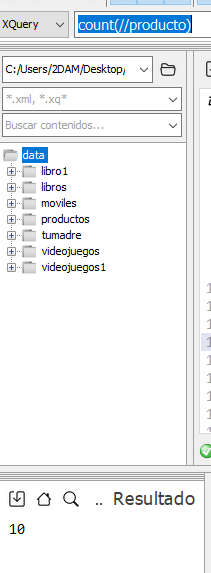 XQuery
count(//producto)
C:/Users/2DAM/Desktop/
*.xml, *.xq*
Buscar contenidos...
data
libro1
libros
moviles
productos
tumadre
videojuegos
videojuegos1
.. Resultado
10